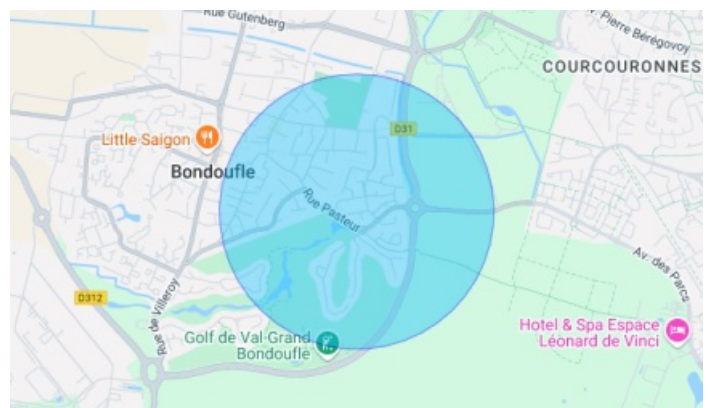 Rue Gutenberg
Pierre Bérégovoy
COURCOURONNES
D31
Little Saigon
Bondoufle
Rue Pasteur
Av. des Parcs
D312
Rue de Villeroy
Golf de Val-Grand
Bondoufle
Hotel & Spa Espace
Léonard de Vinci